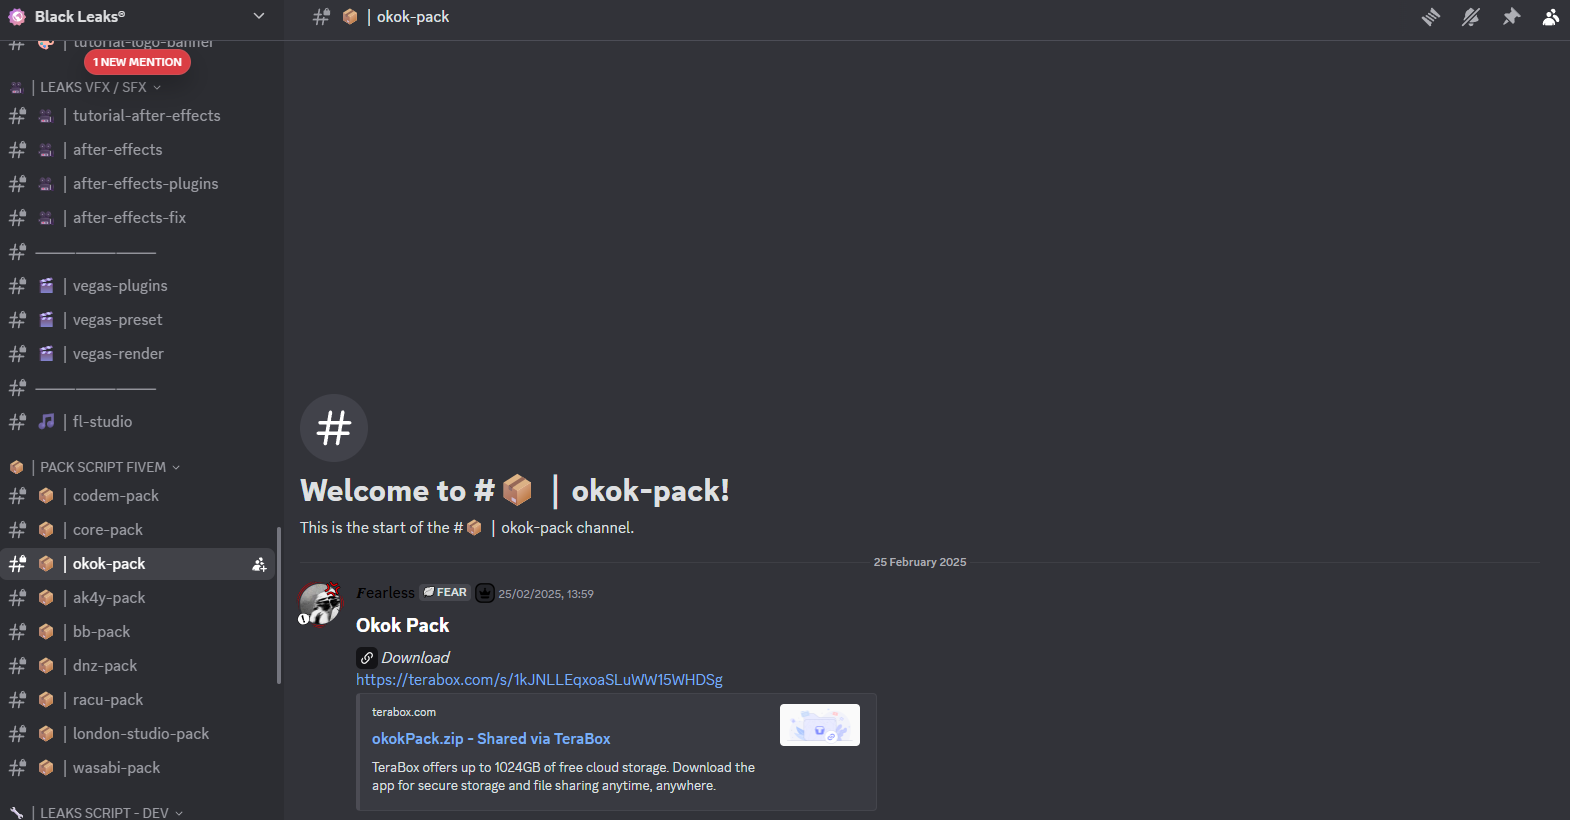 Black Leaks®
| tutorial-logo-banner
1 NEW MENTION
| LEAKS VFX / SFX
| tutorial-after-effects
| after-effects
| after-effects-plugins
| after-effects-fix
| vegas-plugins
| vegas-preset
| vegas-render
| fl-studio
| PACK SCRIPT FIVEM
| codem-pack
| core-pack
| okok-pack
| ak4y-pack
| bb-pack
| dnz-pack
| racu-pack
| london-studio-pack
| wasabi-pack
| LEAKS SCRIPT - DEV
| okok-pack
Welcome to #📦 | okok-pack!
This is the start of the #📦 | okok-pack channel.
25 February 2025
Fearless FEAR 25/02/2025, 13:59
Okok Pack
Download
https://terabox.com/s/1kJNLLEqxoaSLuWW15WHDSg
terabox.com
okokPack.zip - Shared via TeraBox
TeraBox offers up to 1024GB of free cloud storage. Download the
app for secure storage and file sharing anytime, anywhere.